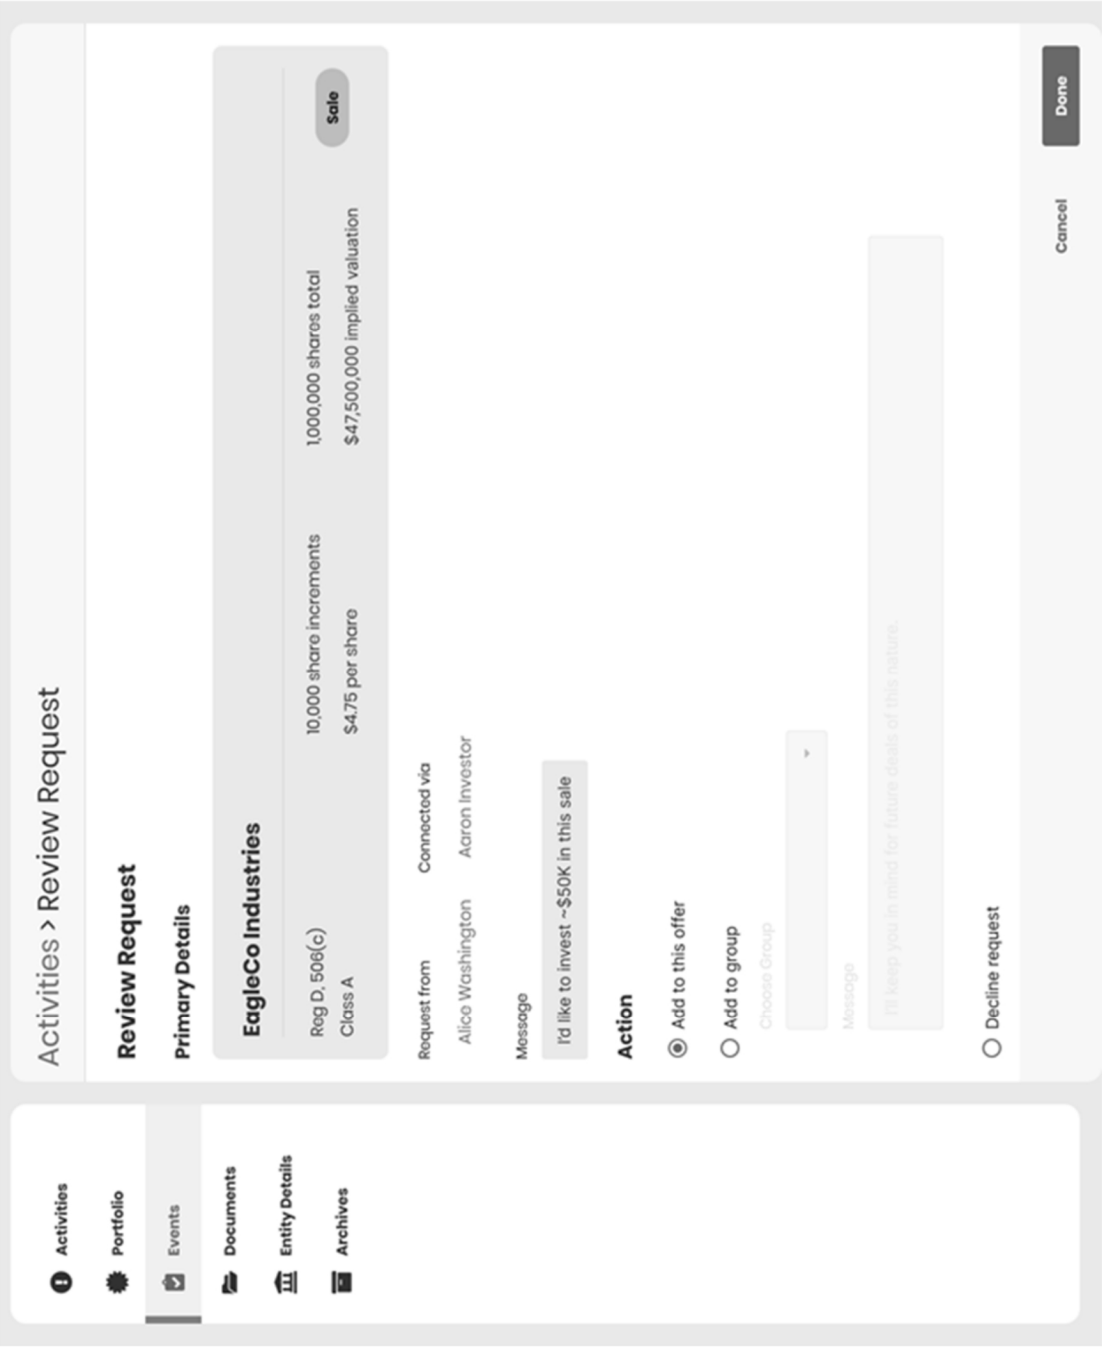 Activities
Portfolio
Events
Documents
Entity Details
Archives
Activities > Review Request
Review Request
Primary Details
EagleCo Industries
Reg D, 506(c)
10,000 share increments
1,000,000 shares total
Sale
Class A
$4.75 per share
$47,500,000 implied valuation
Request from
Connected via
Alice Washington
Aaron Investor
Message
I'd like to invest ~$50K in this sale
Action
Add to this offer
Add to group
Choose Group
Message
I'll keep you in mind for future deals of this nature.
Decline request
Cancel
Done